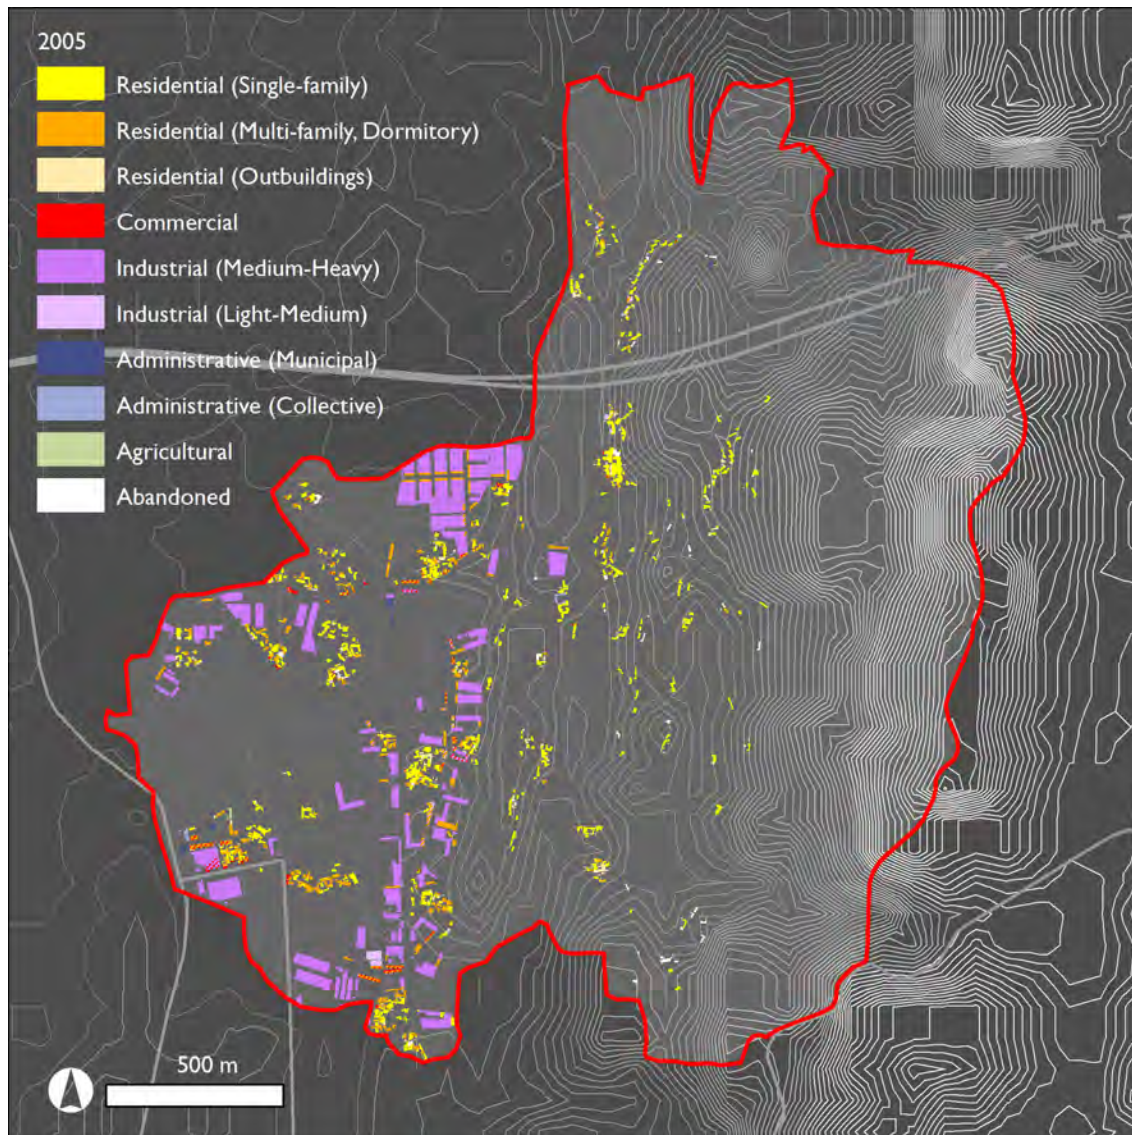 2005
Residential (Single-family)
Residential (Multi-family, Dormitory)
Residential (Outbuildings)
Commercial
Industrial (Medium-Heavy)
Industrial (Light-Medium)
Administrative (Municipal)
Administrative (Collective)
Agricultural
Abandoned
500 m